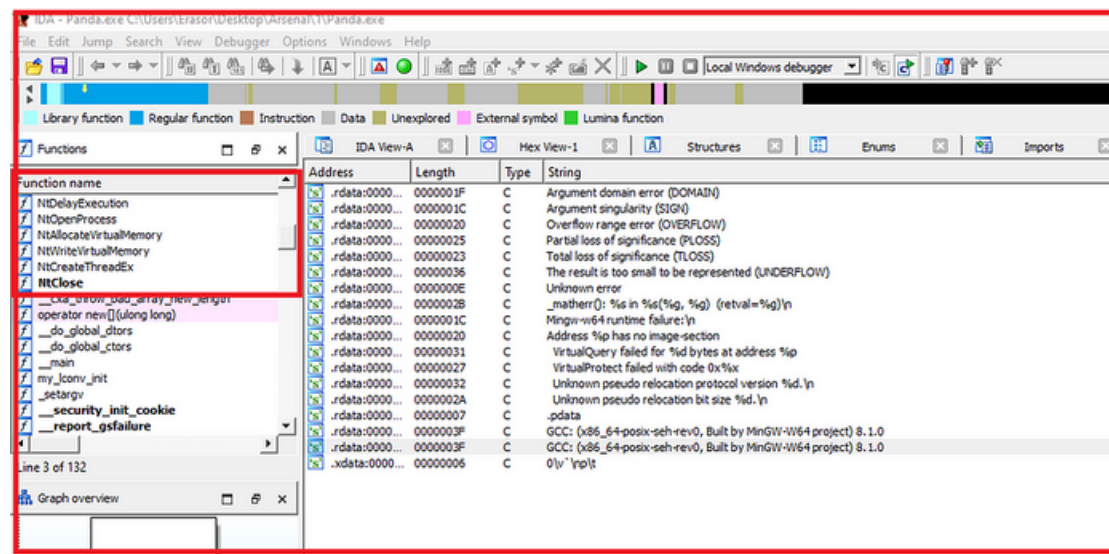 IDA - Panda.exe C:\Users\Erasor\Desktop\Arsenal\1\Panda.exe
File Edit Jump Search View Debugger Options Windows Help
Local Windows debugger
Library function Regular function Instruction Data Unexplored External symbol Lumina function
Functions
IDA View-A Hex View-1 Structures Enums Imports
Function name
NtDelayExecution
NtOpenProcess
NtAllocateVirtualMemory
NtWriteVirtualMemory
NtCreateThreadEx
NtClose
__cxa_throw_bad_array_new_length
operator new[](ulong long)
__do_global_dtors
__do_global_ctors
__main
my_lconv_init
_setargv
__security_init_cookie
__report_gsfailure
Line 3 of 132
Graph overview
Address Length Type String
.rdata:0000... 0000001F C Argument domain error (DOMAIN)
.rdata:0000... 0000001C C Argument singularity (SIGN)
.rdata:0000... 00000020 C Overflow range error (OVERFLOW)
.rdata:0000... 00000025 C Partial loss of significance (PLOSS)
.rdata:0000... 00000023 C Total loss of significance (TLOSS)
.rdata:0000... 00000036 C The result is too small to be represented (UNDERFLOW)
.rdata:0000... 0000000E C Unknown error
.rdata:0000... 0000002B C _matherr(): %s in %s(%g, %g) (retval=%g)\n
.rdata:0000... 0000001C C Mingw-w64 runtime failure:\n
.rdata:0000... 00000020 C Address %p has no image-section
.rdata:0000... 00000031 C VirtualQuery failed for %d bytes at address %p
.rdata:0000... 00000027 C VirtualProtect failed with code 0x%x
.rdata:0000... 00000032 C Unknown pseudo relocation protocol version %d.\n
.rdata:0000... 0000002A C Unknown pseudo relocation bit size %d.\n
.rdata:0000... 00000007 C .pdata
.rdata:0000... 0000003F C GCC: (x86_64-posix-seh-rev0, Built by MinGW-W64 project) 8.1.0
.rdata:0000... 0000003F C GCC: (x86_64-posix-seh-rev0, Built by MinGW-W64 project) 8.1.0
.xdata:0000... 00000006 C 0\v`\np\t